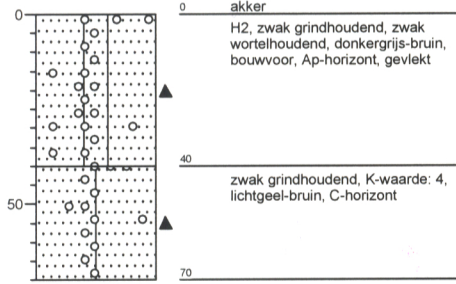 0
0
akker
H2, zwak grindhoudend, zwak
wortelhoudend, donkergrijs-bruin,
bouwvoor, Ap-horizont, gevlekt
40
zwak grindhoudend, K-waarde: 4,
lichtgeel-bruin, C-horizont
50
70